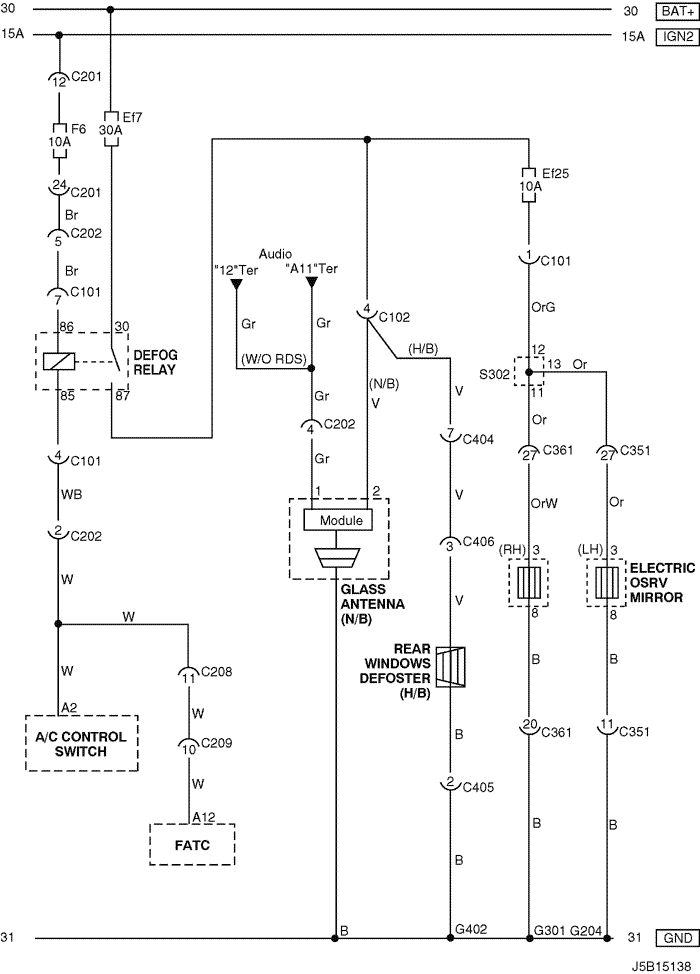 30 30 BAT+
15A 15A IGN2
12 C201
F6
10A
Ef7
30A
24 C201
Br
5 C202
Br
7 C101
86 30
DEFOG
RELAY
85 87
4 C101
WB
2 C202
W
W
W
A2
A/C CONTROL
SWITCH
11 C208
W
10 C209
W
A12
FATC
Audio
"12"Ter "A11"Ter
Gr Gr
(W/O RDS)
Gr
4 C202
Gr
1 2
Module
GLASS
ANTENNA
(N/B)
4 C102
(H/B)
(N/B)
V
V
7 C404
V
3 C406
V
REAR
WINDOWS
DEFOSTER
(H/B)
B
2 C405
B
Ef25
10A
1 C101
OrG
12
S302 13 Or
11
Or
27 C361 27 C351
OrW Or
(RH) 3 (LH) 3
ELECTRIC
OSRV
MIRROR
8 8
B B
20 C361 11 C351
B B
31 B G402 G301 G204 31 GND
J5B15138